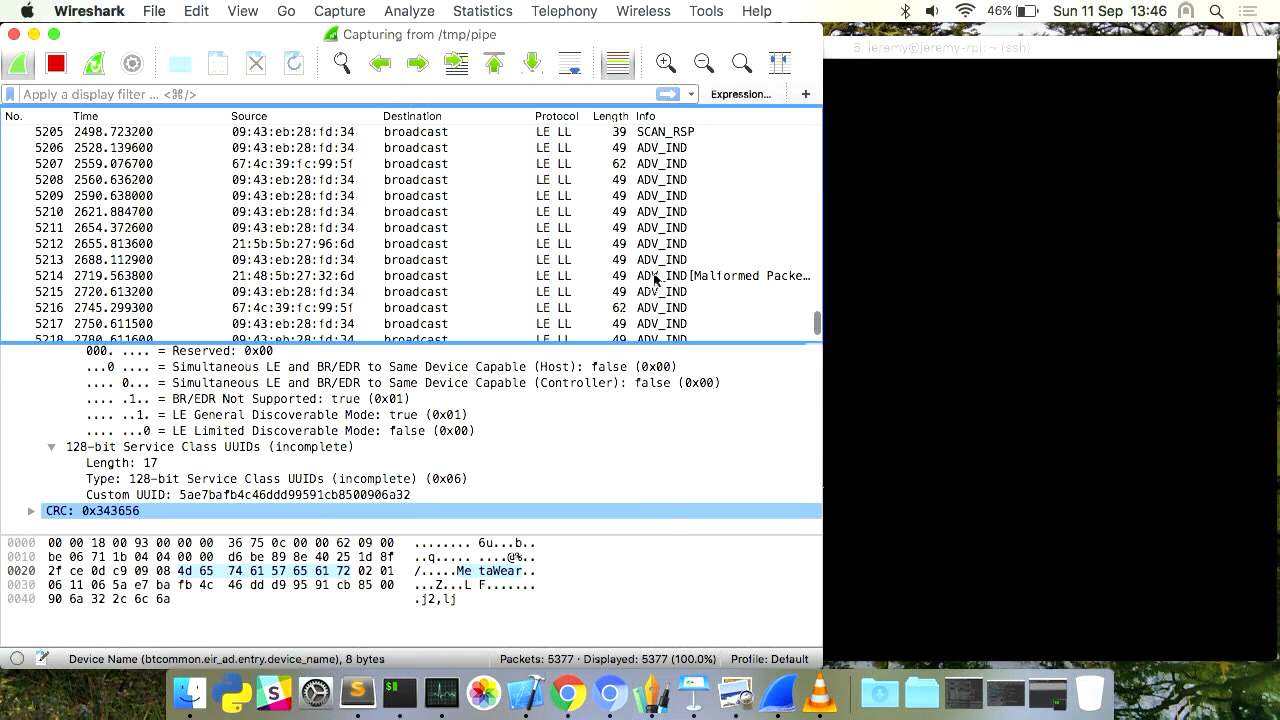 Wireshark File Edit View Go Capture Analyze Statistics Telephony Wireless Tools Help 46% Sun 11 Sep 13:46
Capturing from /tmp/pipe
5. jeremy@jeremy-rpi: ~ (ssh)
Apply a display filter ... <⌘/> Expression... +
No. Time Source Destination Protocol Length Info
5205 2498.723200 09:43:eb:28:fd:34 broadcast LE LL 39 SCAN_RSP
5206 2528.139600 09:43:eb:28:fd:34 broadcast LE LL 49 ADV_IND
5207 2559.076700 67:4c:39:fc:99:5f broadcast LE LL 62 ADV_IND
5208 2560.636200 09:43:eb:28:fd:34 broadcast LE LL 49 ADV_IND
5209 2590.638000 09:43:eb:28:fd:34 broadcast LE LL 49 ADV_IND
5210 2621.884700 09:43:eb:28:fd:34 broadcast LE LL 49 ADV_IND
5211 2654.372600 09:43:eb:28:fd:34 broadcast LE LL 49 ADV_IND
5212 2655.813600 21:5b:5b:27:96:6d broadcast LE LL 49 ADV_IND
5213 2688.112900 09:43:eb:28:fd:34 broadcast LE LL 49 ADV_IND
5214 2719.563800 21:48:5b:27:32:6d broadcast LE LL 49 ADV_IND[Malformed Packe…
5215 2720.613200 09:43:eb:28:fd:34 broadcast LE LL 49 ADV_IND
5216 2745.299300 67:4c:39:fc:99:5f broadcast LE LL 62 ADV_IND
5217 2750.611500 09:43:eb:28:fd:34 broadcast LE LL 49 ADV_IND
5218 2780.611600 09:43:eb:28:fd:34 broadcast LE LL 49 ADV_IND
000. .... = Reserved: 0x00
...0 .... = Simultaneous LE and BR/EDR to Same Device Capable (Host): false (0x00)
.... 0... = Simultaneous LE and BR/EDR to Same Device Capable (Controller): false (0x00)
.... .1.. = BR/EDR Not Supported: true (0x01)
.... ..1. = LE General Discoverable Mode: true (0x01)
.... ...0 = LE Limited Discoverable Mode: false (0x00)
128-bit Service Class UUIDs (incomplete)
Length: 17
Type: 128-bit Service Class UUIDs (incomplete) (0x06)
Custom UUID: 5ae7bafb4c46ddd99591cb8500906a32
CRC: 0x343656
0000 00 00 18 00 93 00 00 00 36 75 0c 00 00 62 09 00 ........ 6u...b..
0010 be 06 71 1b 04 04 00 00 d6 be 89 8e 40 25 1d 8f ..q..... ....@%..
0020 2f ce 0d c9 09 08 4d 65 74 61 57 65 61 72 02 01 /.....Me taWear..
0030 06 11 06 5a e7 ba fb 4c 46 dd d9 95 91 cb 85 00 ...Z...L F.......
0040 90 6a 32 2c 6c 6a .j2,lj
Device Name (btcommon.eir_ad.entry.device_name), 8 bytes Packets: 5377 · Displayed: 5377 (100.0%) Profile: Default